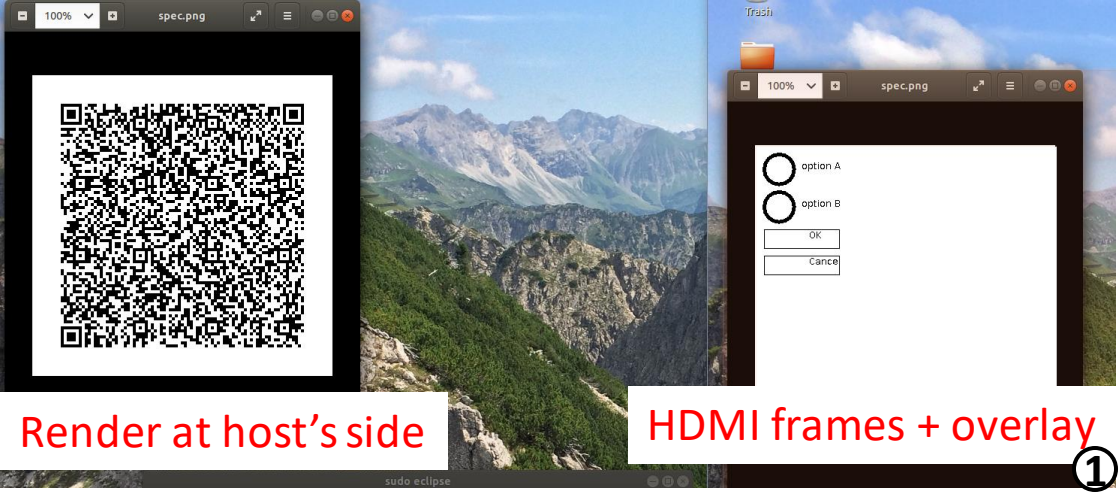 100%
spec.png
Render at host's side
sudo eclipse
Trash
100%
spec.png
option A
option B
OK
Cance
HDMI frames + overlay
1